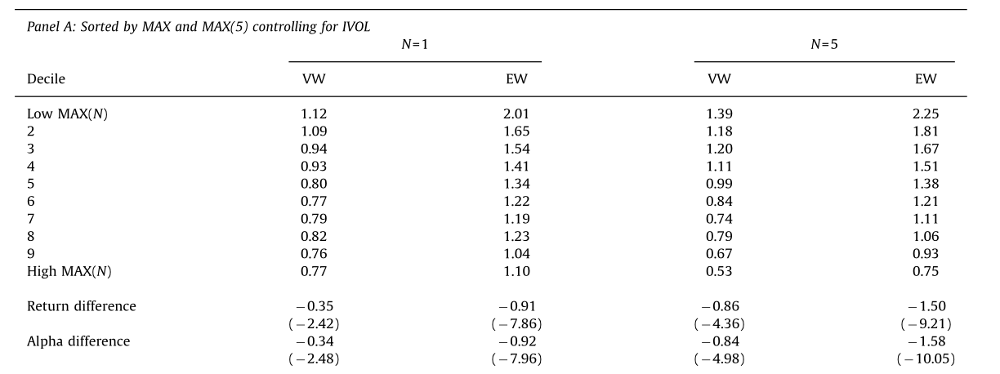 Panel A: Sorted by MAX and MAX(5) controlling for IVOL
N=1 N=5
Decile VW EW VW EW
Low MAX(N) 1.12 2.01 1.39 2.25
2 1.09 1.65 1.18 1.81
3 0.94 1.54 1.20 1.67
4 0.93 1.41 1.11 1.51
5 0.80 1.34 0.99 1.38
6 0.77 1.22 0.84 1.21
7 0.79 1.19 0.74 1.11
8 0.82 1.23 0.79 1.06
9 0.76 1.04 0.67 0.93
High MAX(N) 0.77 1.10 0.53 0.75
Return difference −0.35 −0.91 −0.86 −1.50
(−2.42) (−7.86) (−4.36) (−9.21)
Alpha difference −0.34 −0.92 −0.84 −1.58
(−2.48) (−7.96) (−4.98) (−10.05)